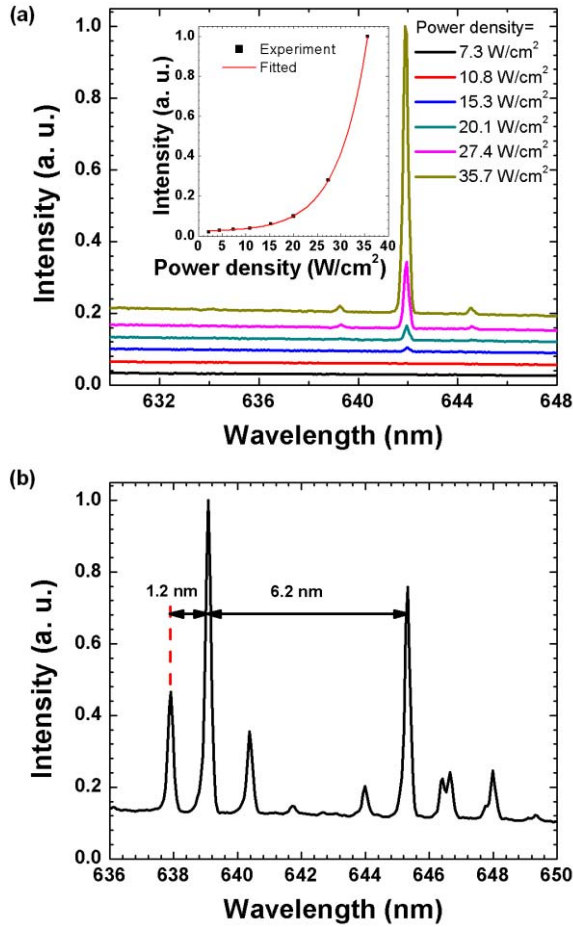 (a)
Intensity (a. u.)
1.0
0.8
0.6
0.4
0.2
0.0
632
636
640
644
648
Wavelength (nm)
Intensity (a. u.)
1.0
0.8
0.6
0.4
0.2
0.0
0 5 10 15 20 25 30 35 40
Power density (W/cm²)
Experiment
Fitted
Power density=
7.3 W/cm²
10.8 W/cm²
15.3 W/cm²
20.1 W/cm²
27.4 W/cm²
35.7 W/cm²
(b)
Intensity (a. u.)
1.0
0.8
0.6
0.4
0.2
0.0
1.2 nm
6.2 nm
636 638 640 642 644 646 648 650
Wavelength (nm)